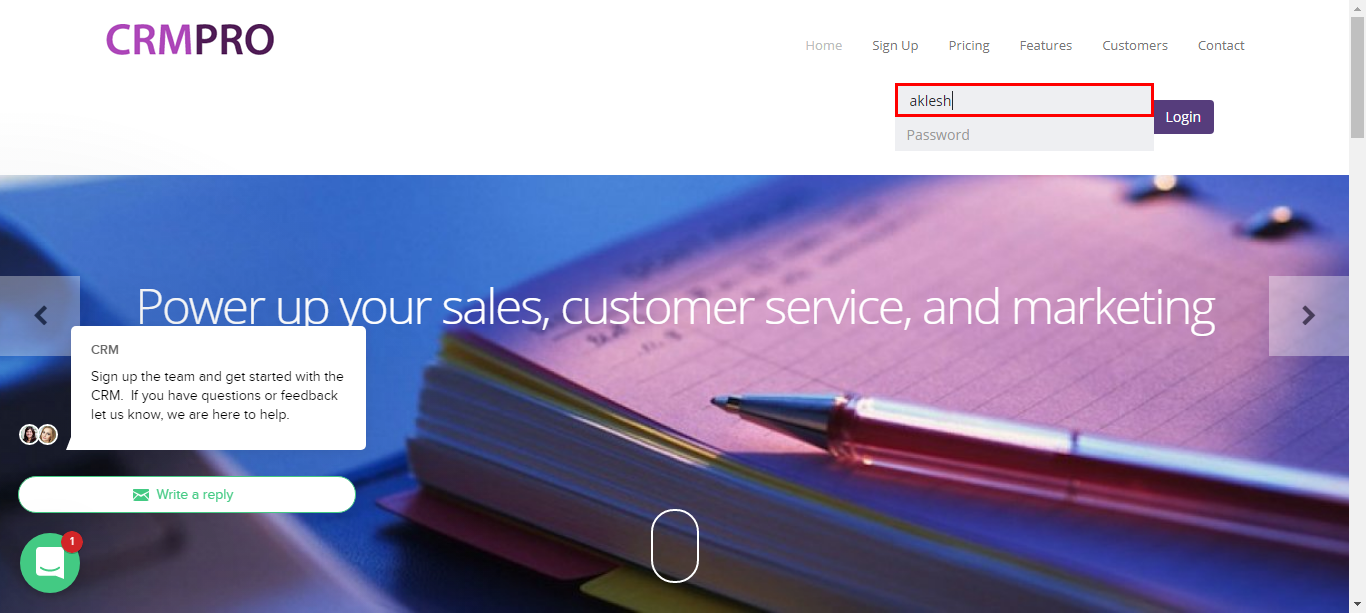 CRMPRO
Home Sign Up Pricing Features Customers Contact
aklesh
Login
Password
Power up your sales, customer service, and marketing
CRM
Sign up the team and get started with the
CRM. If you have questions or feedback
let us know, we are here to help.
Write a reply
1